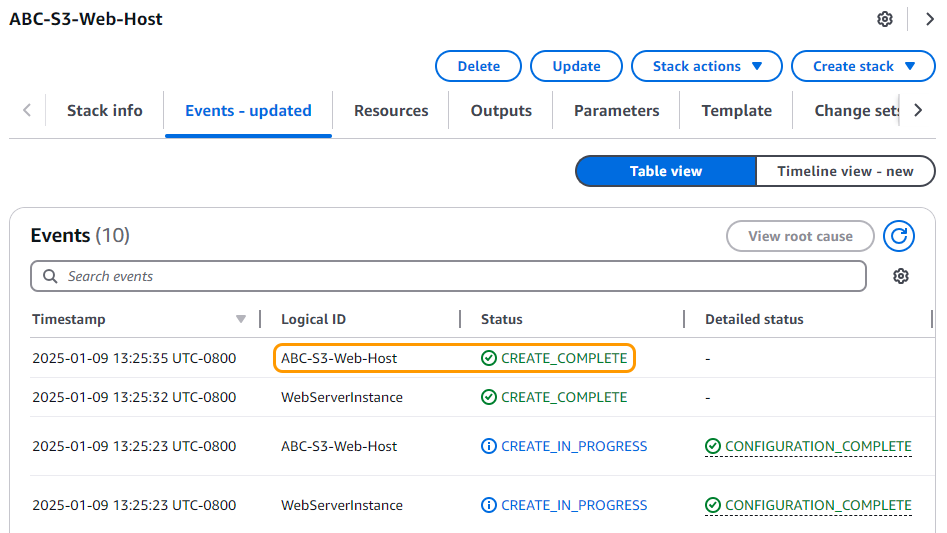 ABC-S3-Web-Host
Delete Update Stack actions Create stack
Stack info Events - updated Resources Outputs Parameters Template Change sets
Table view Timeline view - new
Events (10) View root cause
Search events
Timestamp Logical ID Status Detailed status
2025-01-09 13:25:35 UTC-0800 ABC-S3-Web-Host CREATE_COMPLETE -
2025-01-09 13:25:32 UTC-0800 WebServerInstance CREATE_COMPLETE -
2025-01-09 13:25:23 UTC-0800 ABC-S3-Web-Host CREATE_IN_PROGRESS CONFIGURATION_COMPLETE
2025-01-09 13:25:23 UTC-0800 WebServerInstance CREATE_IN_PROGRESS CONFIGURATION_COMPLETE